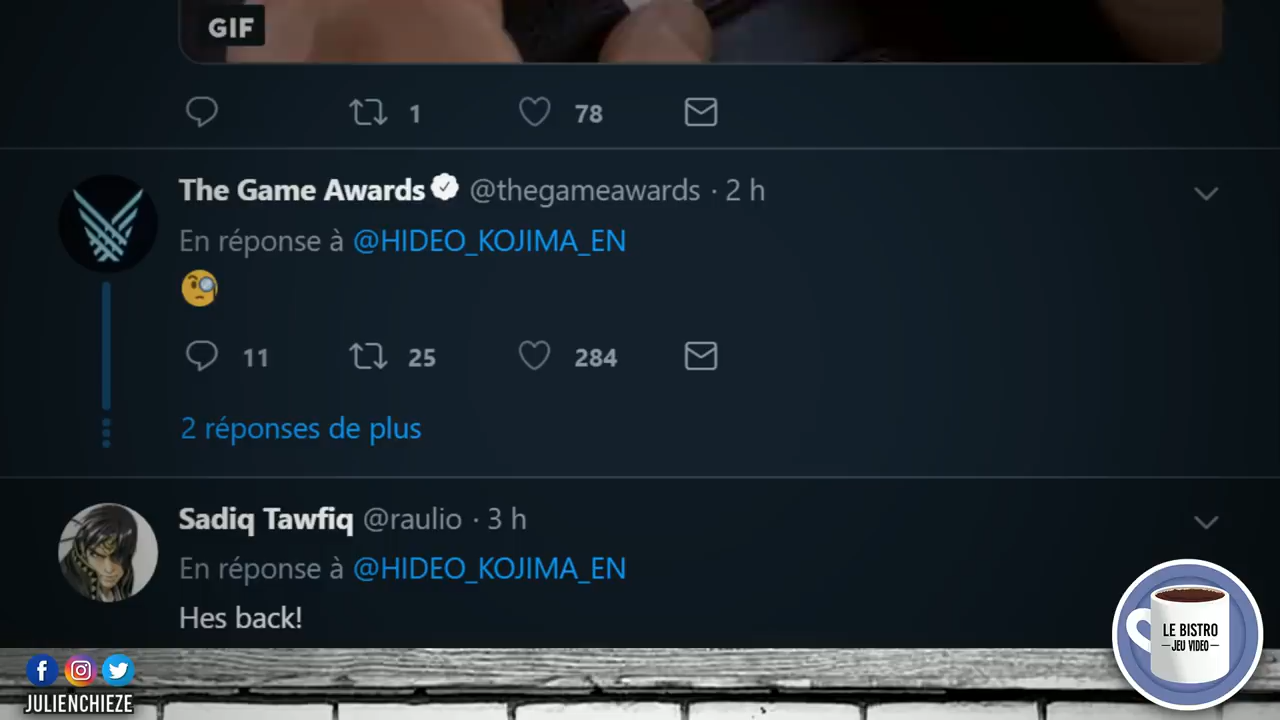 GIF
1 78
The Game Awards @thegameawards · 2 h
En réponse à @HIDEO_KOJIMA_EN
🧐
11 25 284
2 réponses de plus
Sadiq Tawfiq @raulio · 3 h
En réponse à @HIDEO_KOJIMA_EN
Hes back!
LE BISTRO
—JEU VIDEO—
JULIENCHIEZE